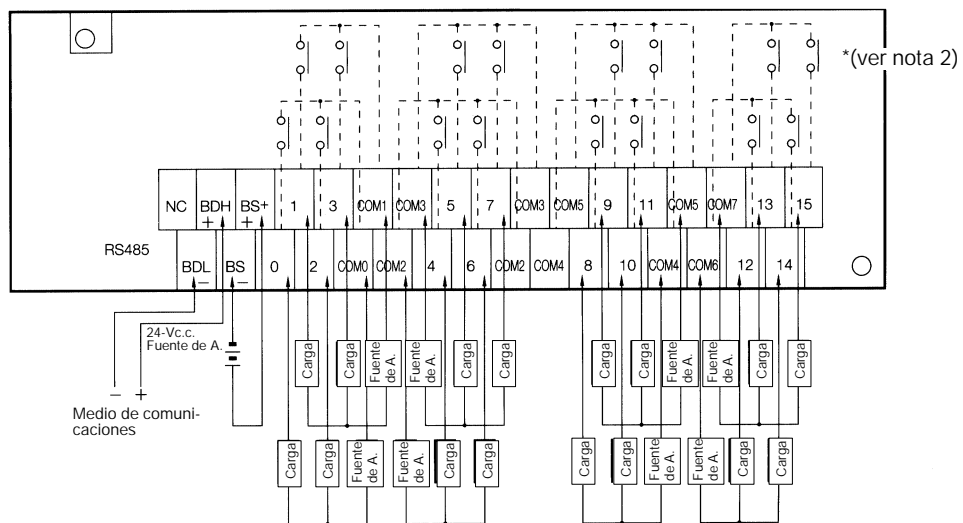 *(ver nota 2)
NC BDH + BS+ + 1 3 COM1 COM3 5 7 COM3 COM5 9 11 COM5 COM7 13 15
RS485
BDL − BS − 0 2 COM0 COM2 4 6 COM2 COM4 8 10 COM4 COM6 12 14
24-Vc.c.
Fuente de A.
− +
Medio de comuni-
caciones
Carga
Carga
Fuente
de A.
Fuente
de A.
Carga
Carga
Carga
Carga
Fuente
de A.
Fuente
de A.
Carga
Carga
Carga
Carga
Fuente
de A.
Fuente
de A.
Carga
Carga
Carga
Carga
Fuente
de A.
Fuente
de A.
Carga
Carga